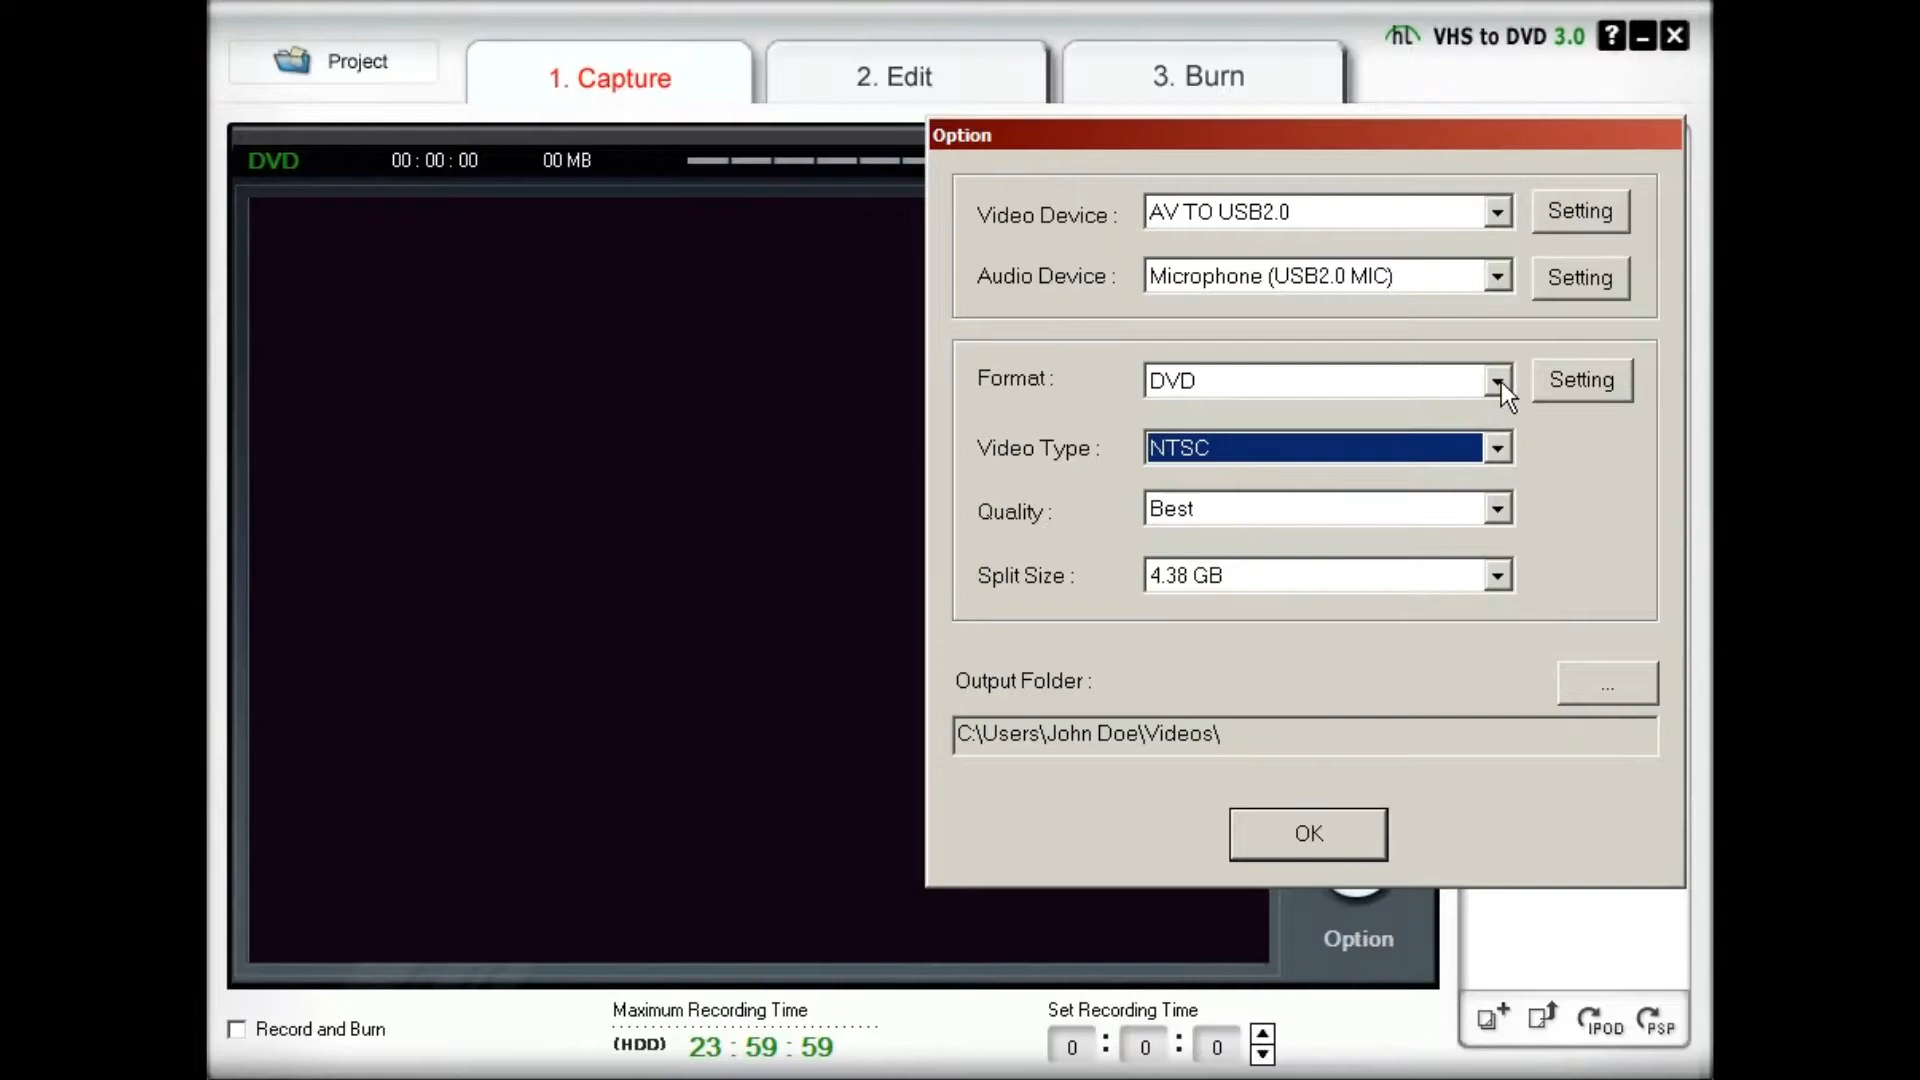 Project
1. Capture
2. Edit
3. Burn
VHS to DVD 3.0 ?
DVD
00 : 00 : 00
00 MB
Option
Video Device :
AV TO USB2.0
Setting
Audio Device :
Microphone (USB2.0 MIC)
Setting
Format :
DVD
Setting
Video Type :
NTSC
Quality :
Best
Split Size :
4.38 GB
Output Folder :
...
C:\Users\John Doe\Videos\
OK
Option
Record and Burn
Maximum Recording Time
(HDD) 23 : 59 : 59
Set Recording Time
0 : 0 : 0
IPOD
PSP